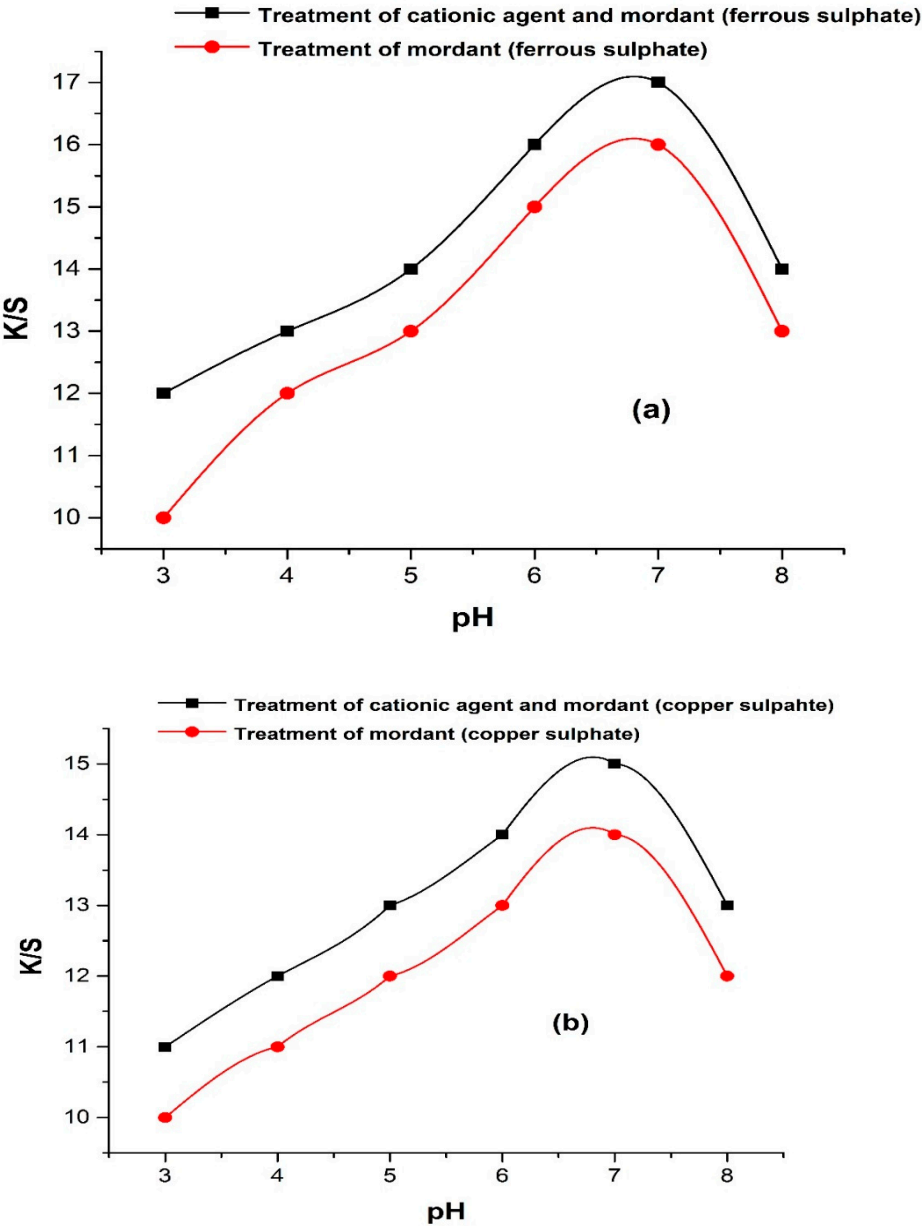 Treatment of cationic agent and mordant (ferrous sulphate)
Treatment of mordant (ferrous sulphate)
17
16
15
14
13
12
11
10
K/S
(a)
3 4 5 6 7 8
pH
Treatment of cationic agent and mordant (copper sulpahte)
Treatment of mordant (copper sulphate)
15
14
13
12
11
10
K/S
(b)
3 4 5 6 7 8
pH